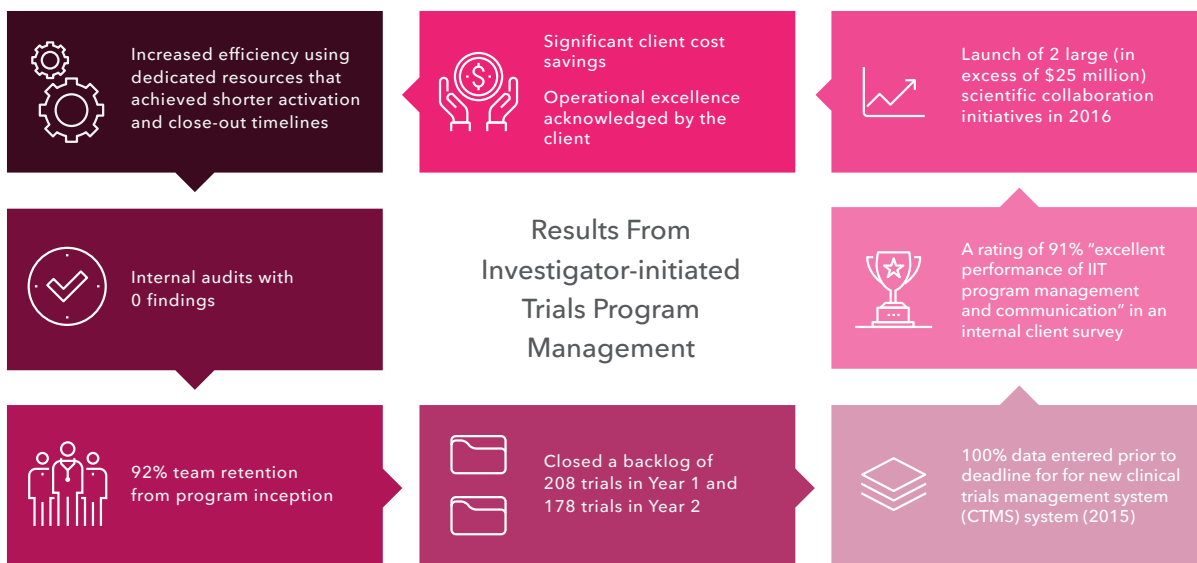 Increased efficiency using
dedicated resources that
achieved shorter activation
and close-out timelines
Significant client cost
savings
Operational excellence
acknowledged by the
client
Launch of 2 large (in
excess of $25 million)
scientific collaboration
initiatives in 2016
Internal audits with
0 findings
Results From
Investigator-initiated
Trials Program
Management
A rating of 91% “excellent
performance of IIT
program management
and communication” in an
internal client survey
92% team retention
from program inception
Closed a backlog of
208 trials in Year 1 and
178 trials in Year 2
100% data entered prior to
deadline for for new clinical
trials management system
(CTMS) system (2015)